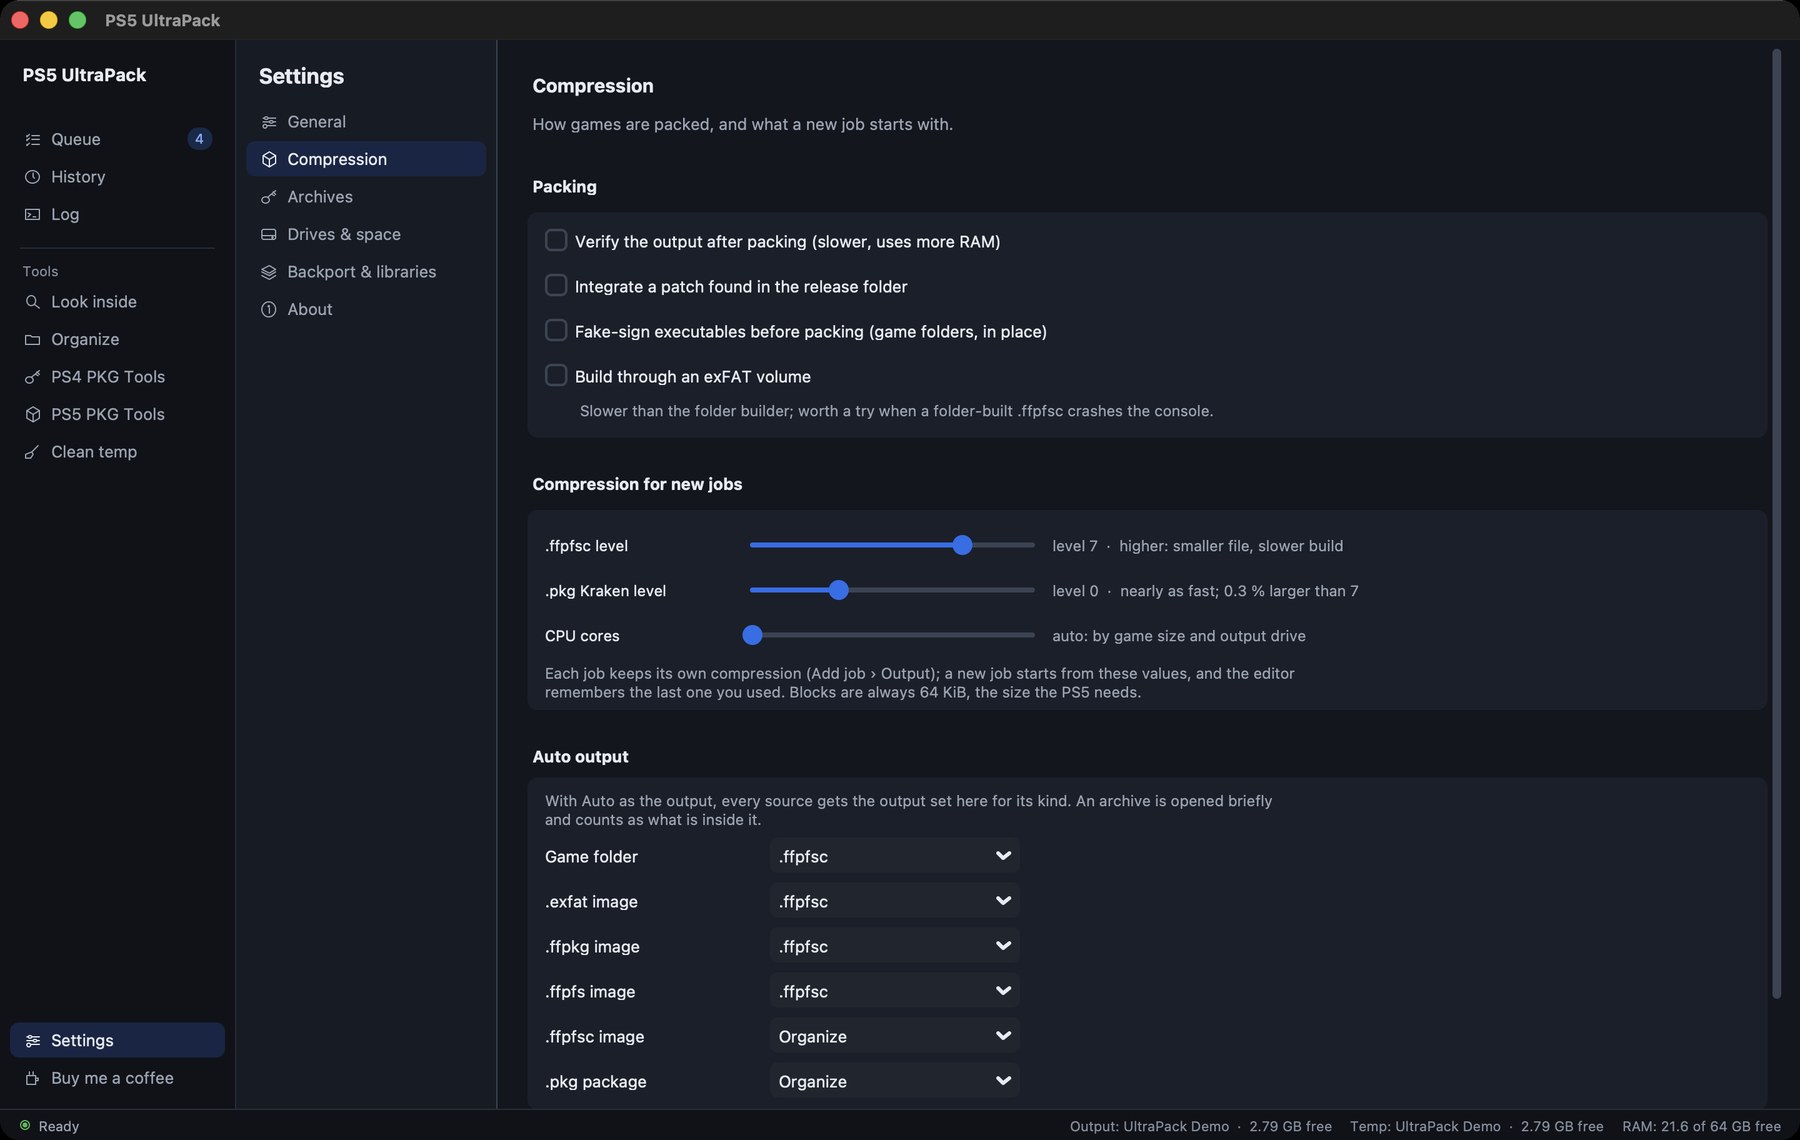 PS5 UltraPack
PS5 UltraPack
Queue 4
History
Log
Tools
Look inside
Organize
PS4 PKG Tools
PS5 PKG Tools
Clean temp
Settings
Buy me a coffee
Settings
General
Compression
Archives
Drives & space
Backport & libraries
About
Compression
How games are packed, and what a new job starts with.
Packing
Verify the output after packing (slower, uses more RAM)
Integrate a patch found in the release folder
Fake-sign executables before packing (game folders, in place)
Build through an exFAT volume
Slower than the folder builder; worth a try when a folder-built .ffpfsc crashes the console.
Compression for new jobs
.ffpfsc level level 7 · higher: smaller file, slower build
.pkg Kraken level level 0 · nearly as fast; 0.3 % larger than 7
CPU cores auto: by game size and output drive
Each job keeps its own compression (Add job › Output); a new job starts from these values, and the editor
remembers the last one you used. Blocks are always 64 KiB, the size the PS5 needs.
Auto output
With Auto as the output, every source gets the output set here for its kind. An archive is opened briefly
and counts as what is inside it.
Game folder .ffpfsc
.exfat image .ffpfsc
.ffpkg image .ffpfsc
.ffpfs image .ffpfsc
.ffpfsc image Organize
.pkg package Organize
Ready
Output: UltraPack Demo · 2.79 GB free Temp: UltraPack Demo · 2.79 GB free RAM: 21.6 of 64 GB free